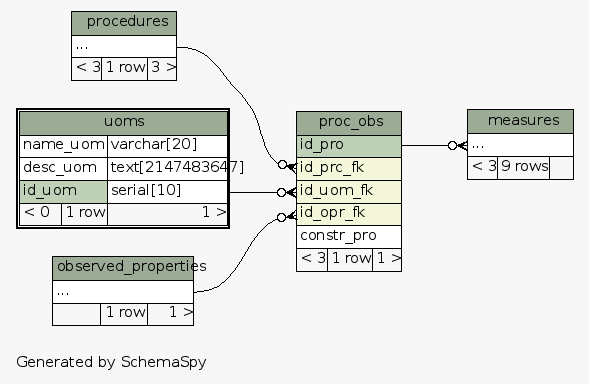 procedures
...
< 3 1 row 3 >
uoms
name_uom varchar[20]
desc_uom text[2147483647]
id_uom serial[10]
< 0 1 row 1 >
proc_obs
id_pro
id_prc_fk
id_uom_fk
id_opr_fk
constr_pro
< 3 1 row 1 >
measures
...
< 3 9 rows
observed_properties
...
1 row 1 >
Generated by SchemaSpy